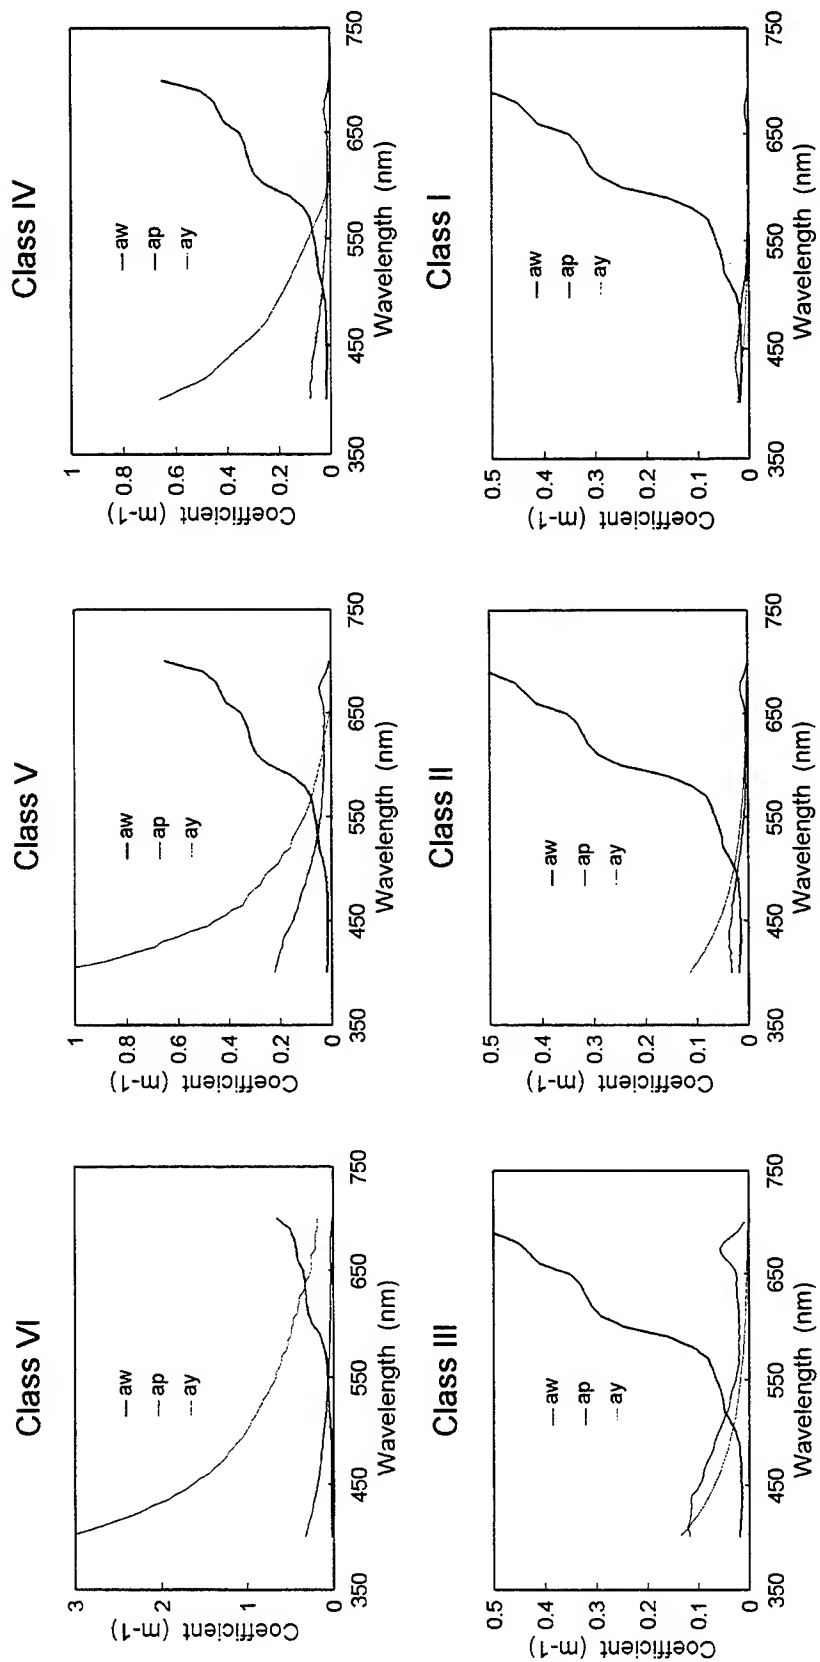 Class VI
3
2
1
0
Coefficient (m-1)
aw
ap
ay
350
450
550
650
750
Wavelength (nm)
Class V
1
0.8
0.6
0.4
0.2
0
Coefficient (m-1)
aw
ap
ay
350
450
550
650
750
Wavelength (nm)
Class IV
1
0.8
0.6
0.4
0.2
0
Coefficient (m-1)
aw
ap
ay
350
450
550
650
750
Wavelength (nm)
Class III
0.5
0.4
0.3
0.2
0.1
0
Coefficient (m-1)
aw
ap
ay
350
450
550
650
750
Wavelength (nm)
Class II
0.5
0.4
0.3
0.2
0.1
0
Coefficient (m-1)
aw
ap
ay
350
450
550
650
750
Wavelength (nm)
Class I
0.5
0.4
0.3
0.2
0.1
0
Coefficient (m-1)
aw
ap
ay
350
450
550
650
750
Wavelength (nm)